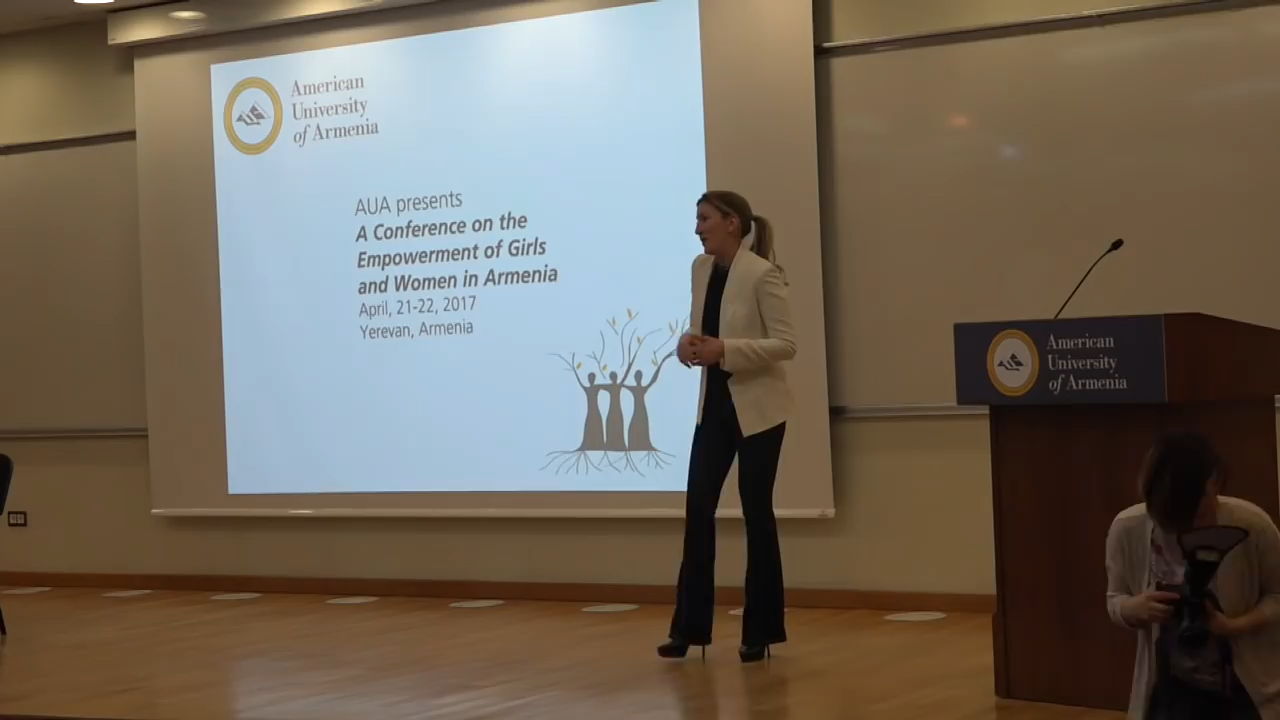 American
University
of Armenia
AUA presents
A Conference on the
Empowerment of Girls
and Women in Armenia
April, 21-22, 2017
Yerevan, Armenia
American
University
of Armenia